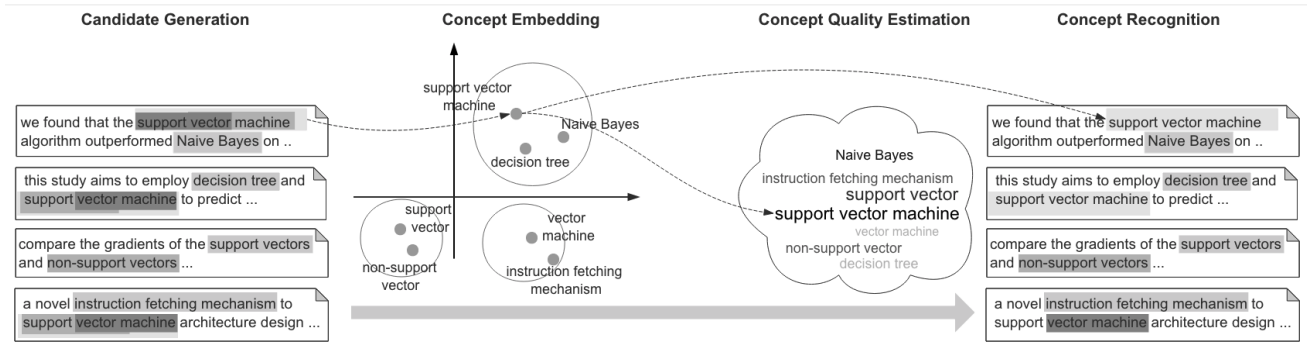 Candidate Generation
Concept Embedding
Concept Quality Estimation
Concept Recognition
we found that the support vector machine
algorithm outperformed Naive Bayes on ..
this study aims to employ decision tree and
support vector machine to predict ...
compare the gradients of the support vectors
and non-support vectors ...
a novel instruction fetching mechanism to
support vector machine architecture design ...
support vector
machine
Naive Bayes
decision tree
support
vector
non-support
vector
vector
machine
instruction fetching
mechanism
Naive Bayes
instruction fetching mechanism
support vector
support vector machine
vector machine
non-support vector
decision tree
we found that the support vector machine
algorithm outperformed Naive Bayes on ..
this study aims to employ decision tree and
support vector machine to predict ...
compare the gradients of the support vectors
and non-support vectors ...
a novel instruction fetching mechanism to
support vector machine architecture design ...